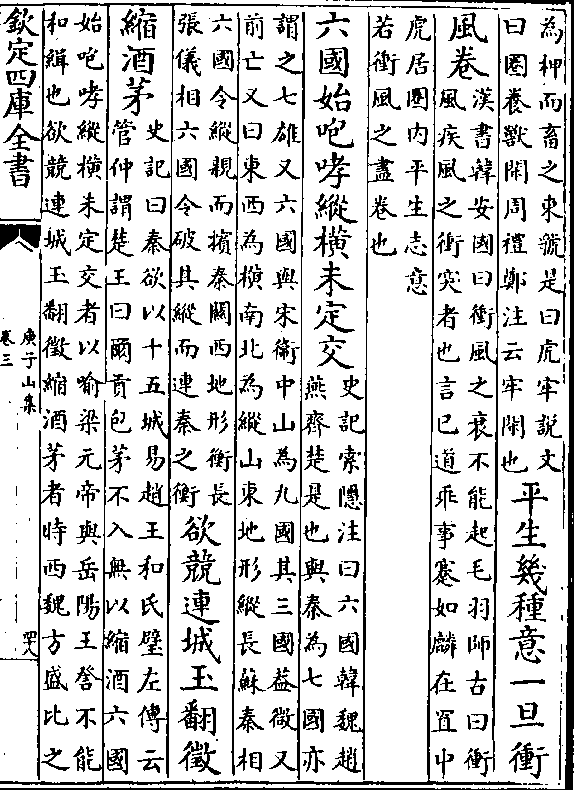 為柙而畜之東虢是曰虎牢說文
曰圈養獸閑周禮鄭注云牢閑也
平生幾種意一旦衝
風卷
漢書韓安國曰衝風之衰不能起毛羽師古曰衝
風疾風之衝突者也言已道乖事蹇如麟在罝中
虎居圈内平生志意
若衝風之盡卷也
六國始咆哮縱橫未定交
史記索隱注曰六國韓魏趙
燕齊楚是也與秦為七國亦
謂之七雄又六國與宋衛中山為九國其三國益微又
前亡又曰東西為橫南北為縱山東地形縱長蘇秦相
六國令縱親而擯秦關西地形衡長
張儀相六國令破其縱而連秦之衡
欲競連城玉翻徵
縮酒茅
史記曰秦欲以十五城易趙王和氏璧左傳云
管仲謂楚王曰爾貢包茅不入無以縮酒六國
始咆哮縱橫未定交者以喻梁元帝與岳陽王詧不能
和緝也欲競連城玉翻徵縮酒茅者時西魏方盛比之
欽定四庫全書
庚子山集
卷三
罒八